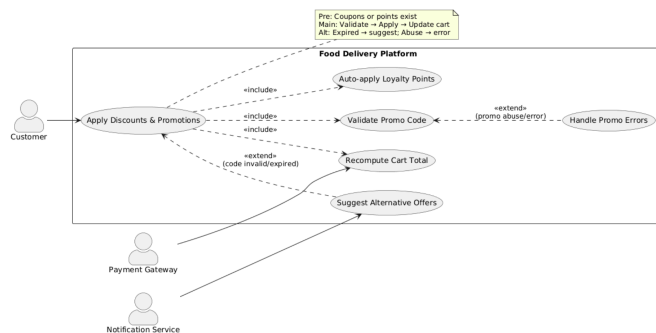 Pre: Coupons or points exist
Main: Validate → Apply → Update cart
Alt: Expired → suggest; Abuse → error
Food Delivery Platform
Auto-apply Loyalty Points
«include»
Apply Discounts & Promotions
«include»
Validate Promo Code
«extend»
(promo abuse/error)
Handle Promo Errors
«include»
Customer
«extend»
(code invalid/expired)
Recompute Cart Total
Suggest Alternative Offers
Payment Gateway
Notification Service